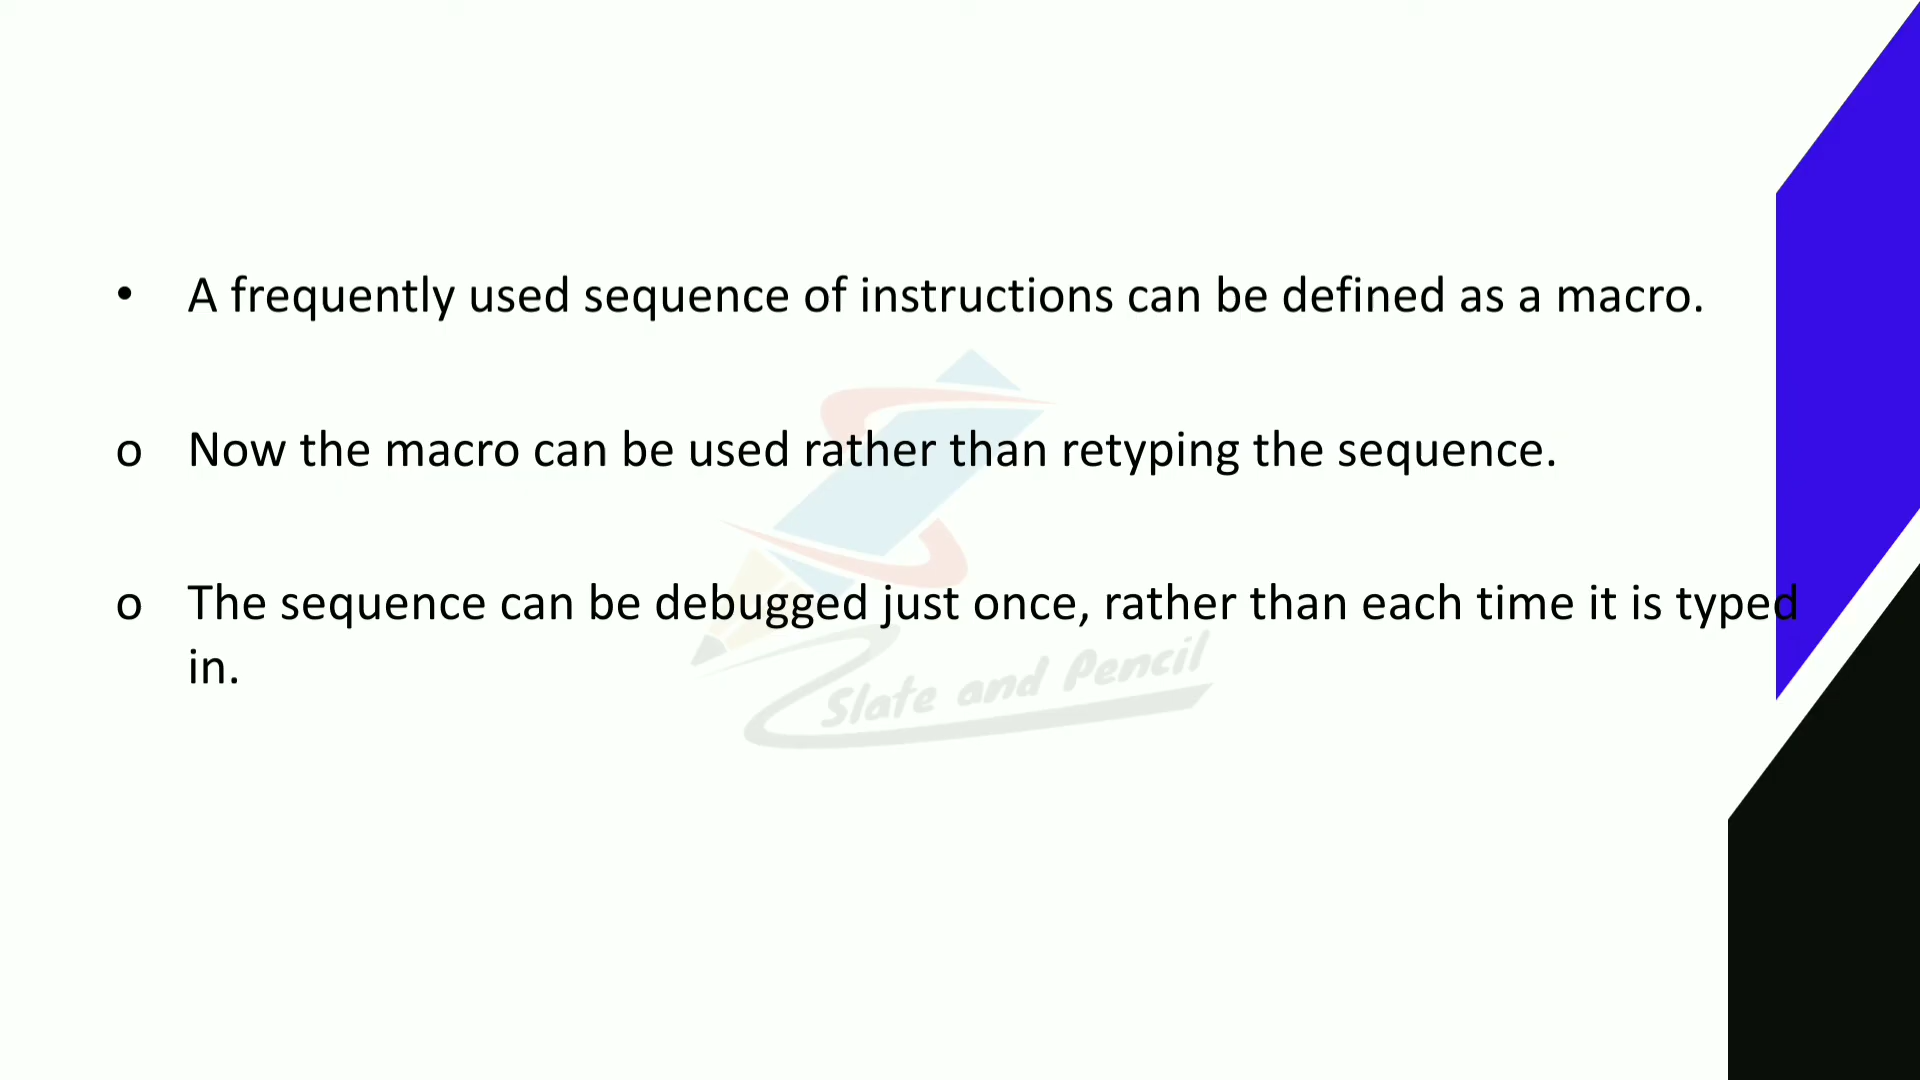 • A frequently used sequence of instructions can be defined as a macro.
o Now the macro can be used rather than retyping the sequence.
o The sequence can be debugged just once, rather than each time it is typed
in.
Slate and Pencil